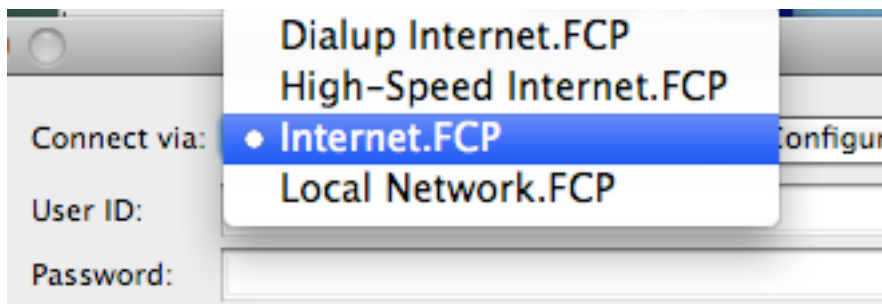 Dialup Internet.FCP
High-Speed Internet.FCP
Connect via:
Internet.FCP
Local Network.FCP
User ID:
Password: